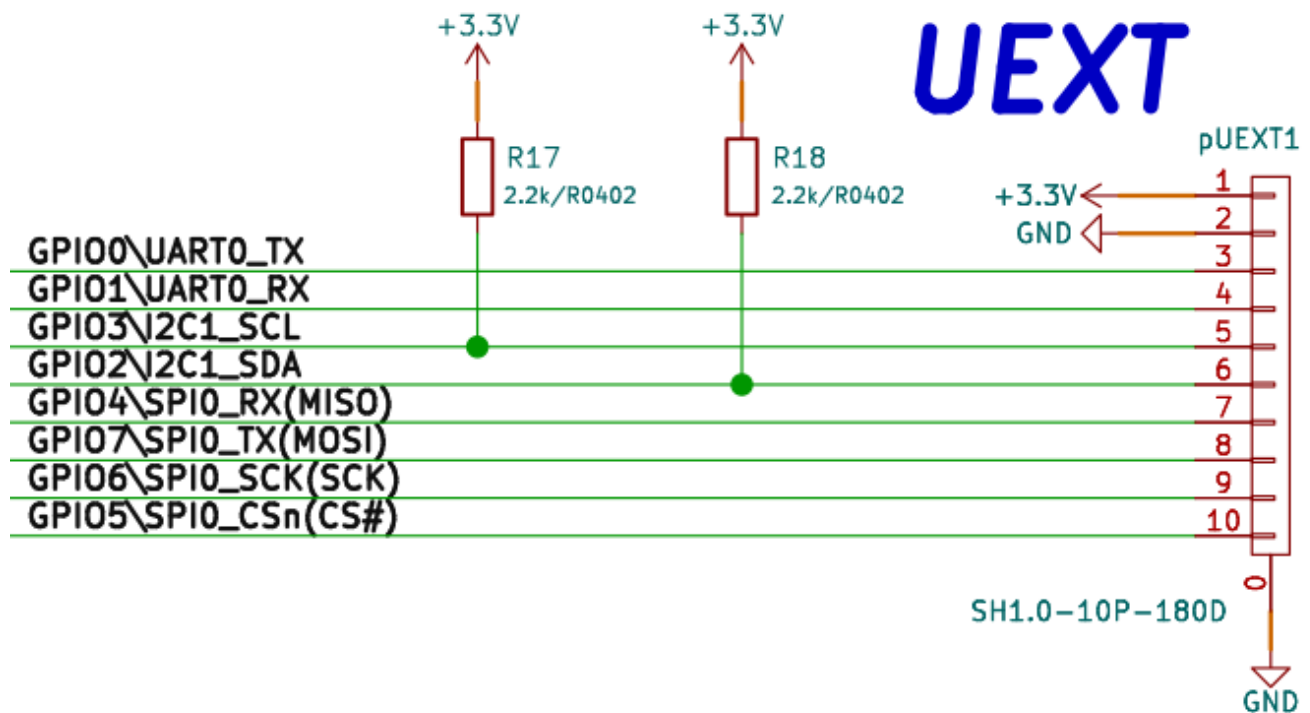 +3.3V
+3.3V
UEXT
pUEXT1
R17
2.2k/R0402
R18
2.2k/R0402
+3.3V
1
GND
2
GPIO0\UART0_TX
3
GPIO1\UART0_RX
4
GPIO3\I2C1_SCL
5
GPIO2\I2C1_SDA
6
GPIO4\SPI0_RX(MISO)
7
GPIO7\SPI0_TX(MOSI)
8
GPIO6\SPI0_SCK(SCK)
9
GPIO5\SPI0_CSn(CS#)
10
0
SH1.0-10P-180D
GND